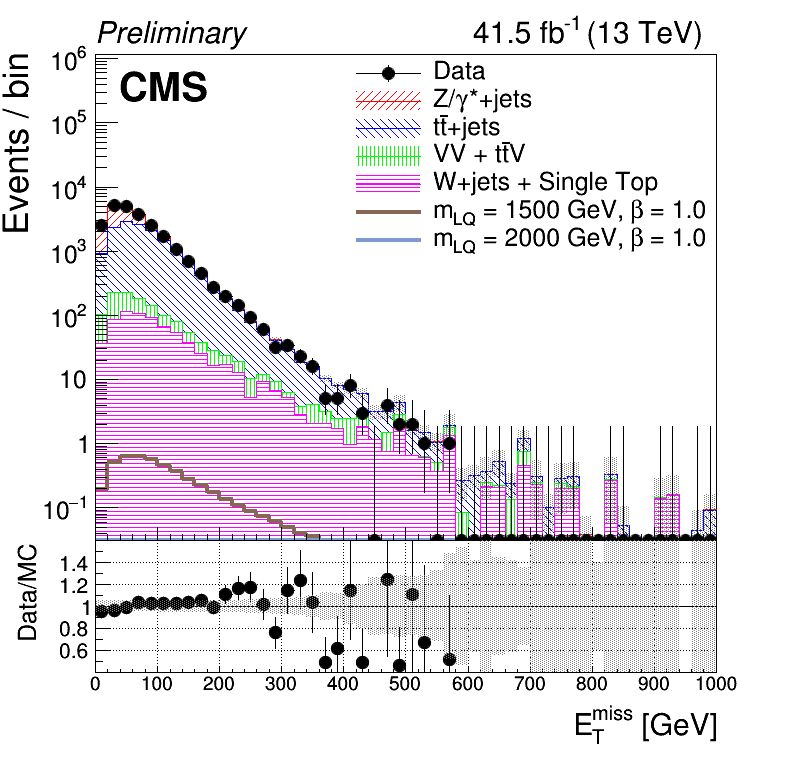 Preliminary 41.5 fb⁻¹ (13 TeV)
CMS
Data
Z/γ*+jets
tt̄+jets
VV + tt̄V
W+jets + Single Top
m_LQ = 1500 GeV, β = 1.0
m_LQ = 2000 GeV, β = 1.0
Events / bin
10⁶
10⁵
10⁴
10³
10²
10
1
10⁻¹
Data/MC
1.4
1.2
1
0.8
0.6
0 100 200 300 400 500 600 700 800 900 1000
E_T^miss [GeV]